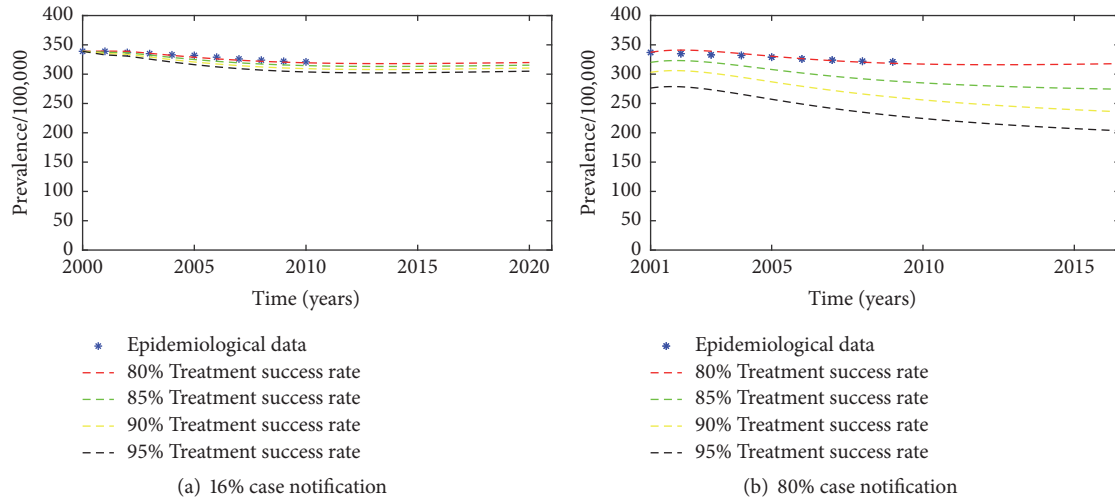 400
350
300
250
200
150
100
50
0
Prevalence/100,000
2000 2005 2010 2015 2020
Time (years)
Epidemiological data
80% Treatment success rate
85% Treatment success rate
90% Treatment success rate
95% Treatment success rate
(a) 16% case notification
400
350
300
250
200
150
100
50
0
Prevalence/100,000
2001 2005 2010 2015
Time (years)
Epidemiological data
80% Treatment success rate
85% Treatment success rate
90% Treatment success rate
95% Treatment success rate
(b) 80% case notification